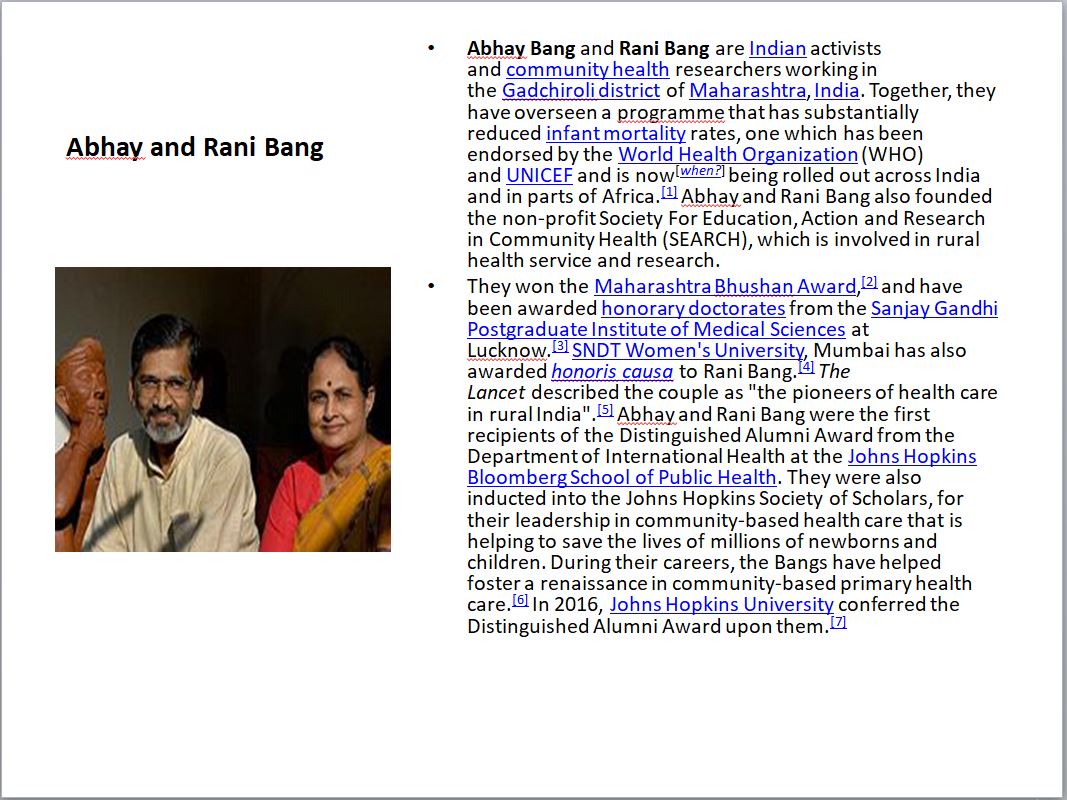 Abhay and Rani Bang
• Abhay Bang and Rani Bang are Indian activists
and community health researchers working in
the Gadchiroli district of Maharashtra, India. Together, they
have overseen a programme that has substantially
reduced infant mortality rates, one which has been
endorsed by the World Health Organization (WHO)
and UNICEF and is now[when?] being rolled out across India
and in parts of Africa.[1] Abhay and Rani Bang also founded
the non-profit Society For Education, Action and Research
in Community Health (SEARCH), which is involved in rural
health service and research.
• They won the Maharashtra Bhushan Award,[2] and have
been awarded honorary doctorates from the Sanjay Gandhi
Postgraduate Institute of Medical Sciences at
Lucknow.[3] SNDT Women's University, Mumbai has also
awarded honoris causa to Rani Bang.[4] The
Lancet described the couple as "the pioneers of health care
in rural India".[5] Abhay and Rani Bang were the first
recipients of the Distinguished Alumni Award from the
Department of International Health at the Johns Hopkins
Bloomberg School of Public Health. They were also
inducted into the Johns Hopkins Society of Scholars, for
their leadership in community-based health care that is
helping to save the lives of millions of newborns and
children. During their careers, the Bangs have helped
foster a renaissance in community-based primary health
care.[6] In 2016, Johns Hopkins University conferred the
Distinguished Alumni Award upon them.[7]